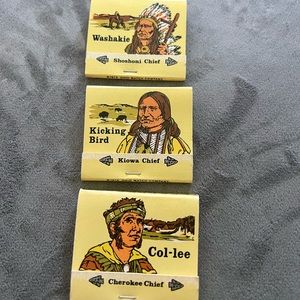 Washakie
Shoshoni Chief
Kicking
Bird
Kiowa Chief
Col-lee
Cherokee Chief